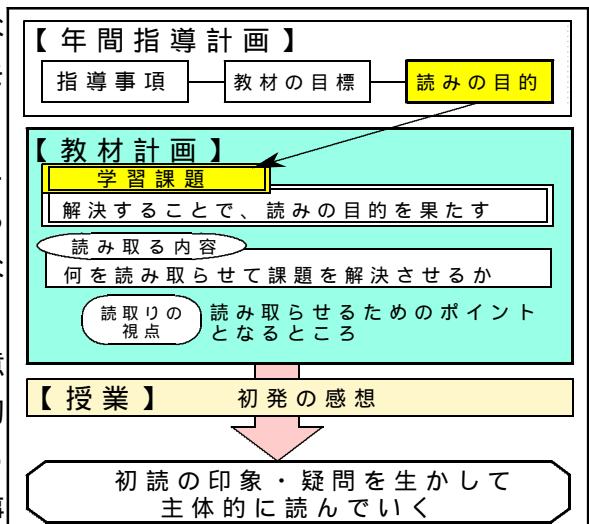 【年間指導計画】
指導事項
教材の目標
読みの目的
【教材計画】
学習課題
解決することで、読みの目的を果たす
読み取る内容
何を読み取らせて課題を解決させるか
読取りの
視点
読み取らせるためのポイント
となるところ
【授業】 初発の感想
初読の印象・疑問を生かして
主体的に読んでいく